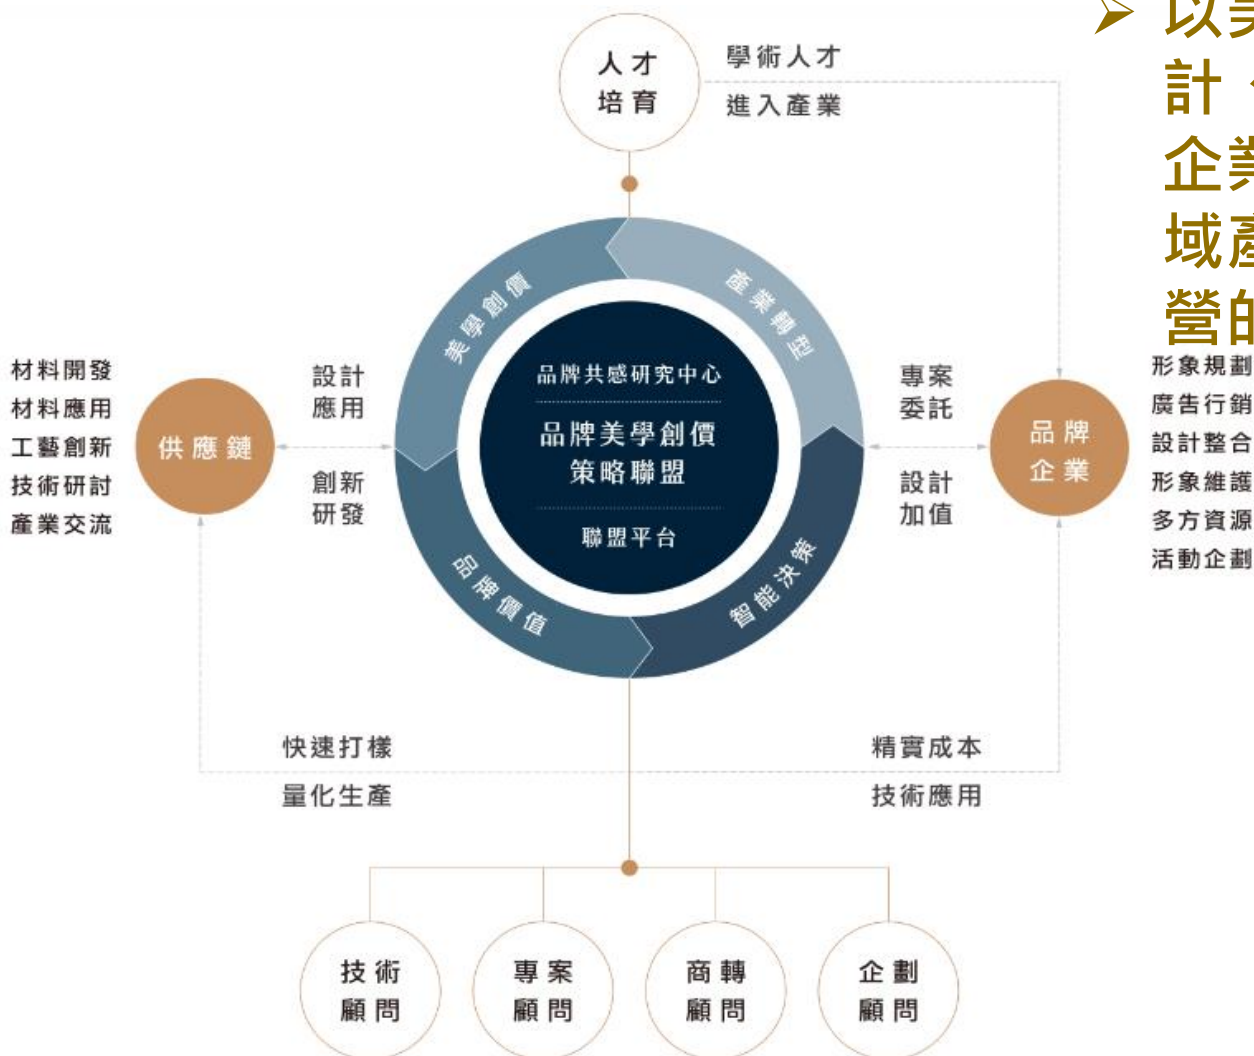 人才
培育
學術人才
進入產業
➢ 以美
計、
企業
域產
營的
美學創價
產業轉型
品牌價值
智能決策
品牌共感研究中心
品牌美學創價
策略聯盟
聯盟平台
材料開發
材料應用
工藝創新
技術研討
產業交流
供應鏈
設計
應用
創新
研發
專案
委託
設計
加值
品牌
企業
形象規劃
廣告行銷
設計整合
形象維護
多方資源
活動企劃
快速打樣
量化生產
精實成本
技術應用
技術
顧問
專案
顧問
商轉
顧問
企劃
顧問